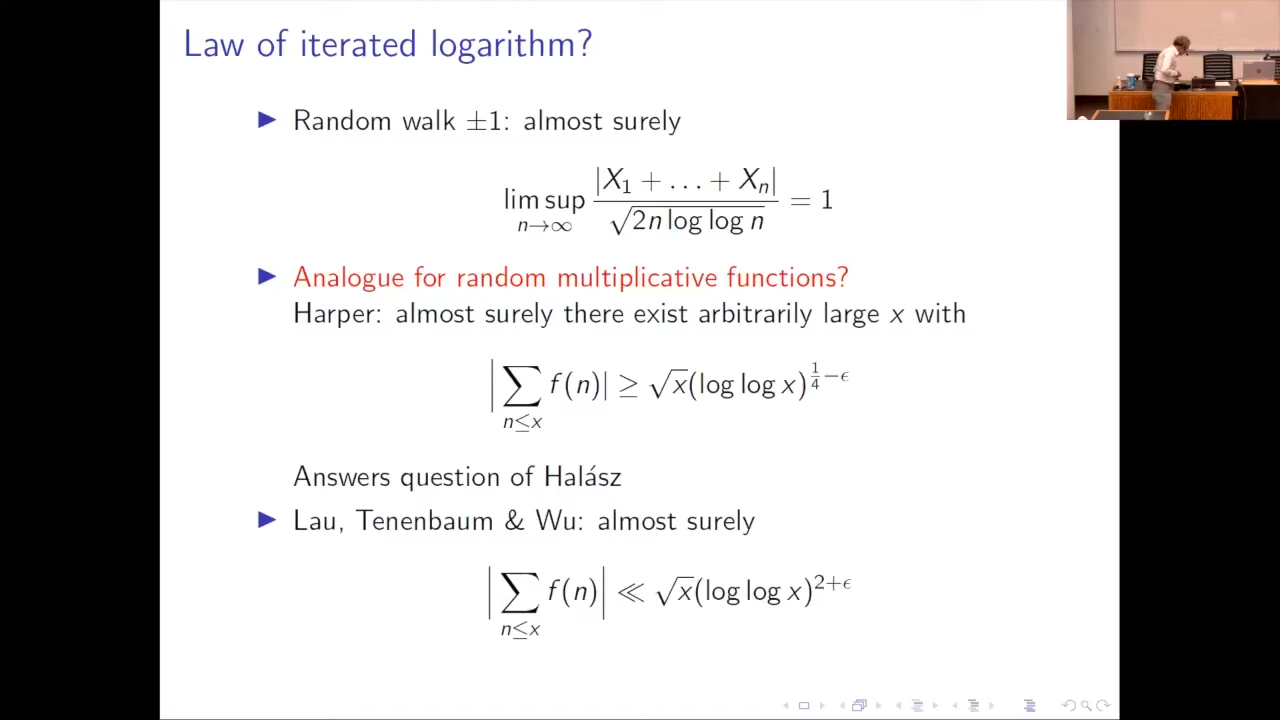 Law of iterated logarithm?
▶ Random walk ±1: almost surely
lim sup_{n→∞} |X₁ + … + Xₙ| / √(2n log log n) = 1
▶ Analogue for random multiplicative functions?
Harper: almost surely there exist arbitrarily large x with
|∑_{n≤x} f(n)| ≥ √x(log log x)^{1/4−ϵ}
Answers question of Halász
▶ Lau, Tenenbaum & Wu: almost surely
|∑_{n≤x} f(n)| ≪ √x(log log x)^{2+ϵ}